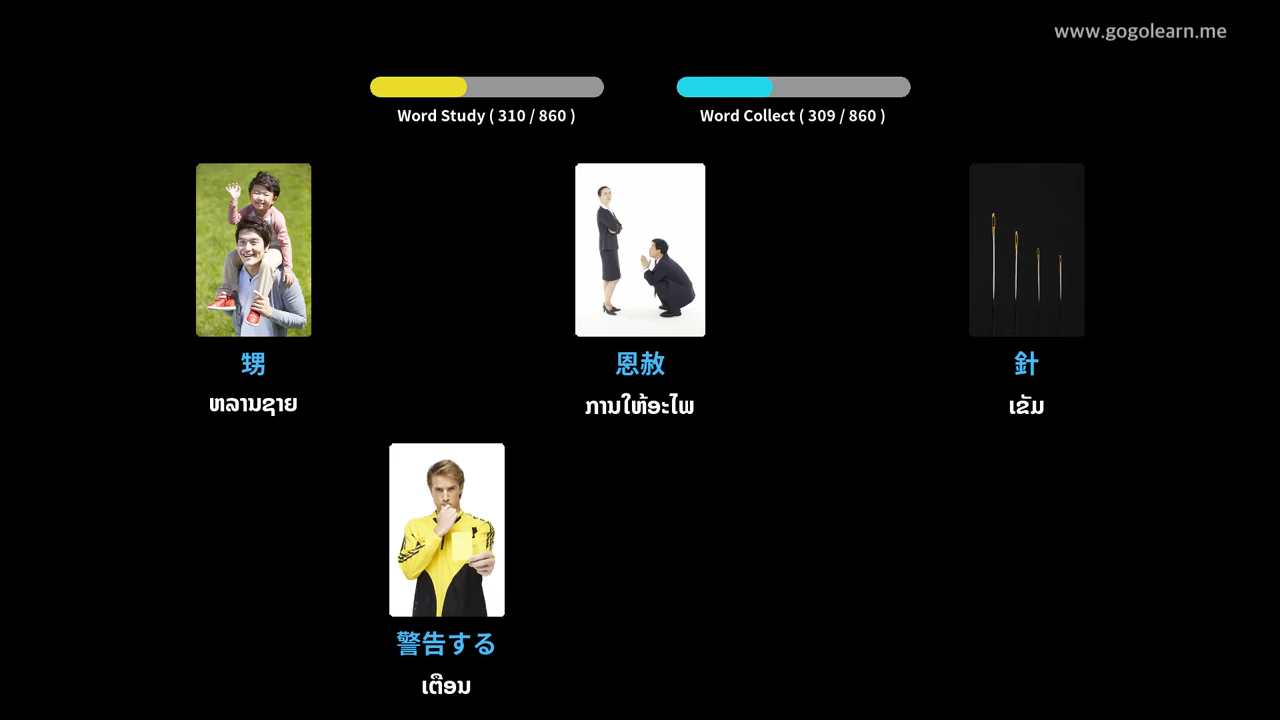 www.gogolearn.me
Word Study ( 310 / 860 )
Word Collect ( 309 / 860 )
甥
ຫລານຊາຍ
恩赦
ການໃຫ້ອະໄພ
針
ເຂັມ
警告する
ເຕືອນ